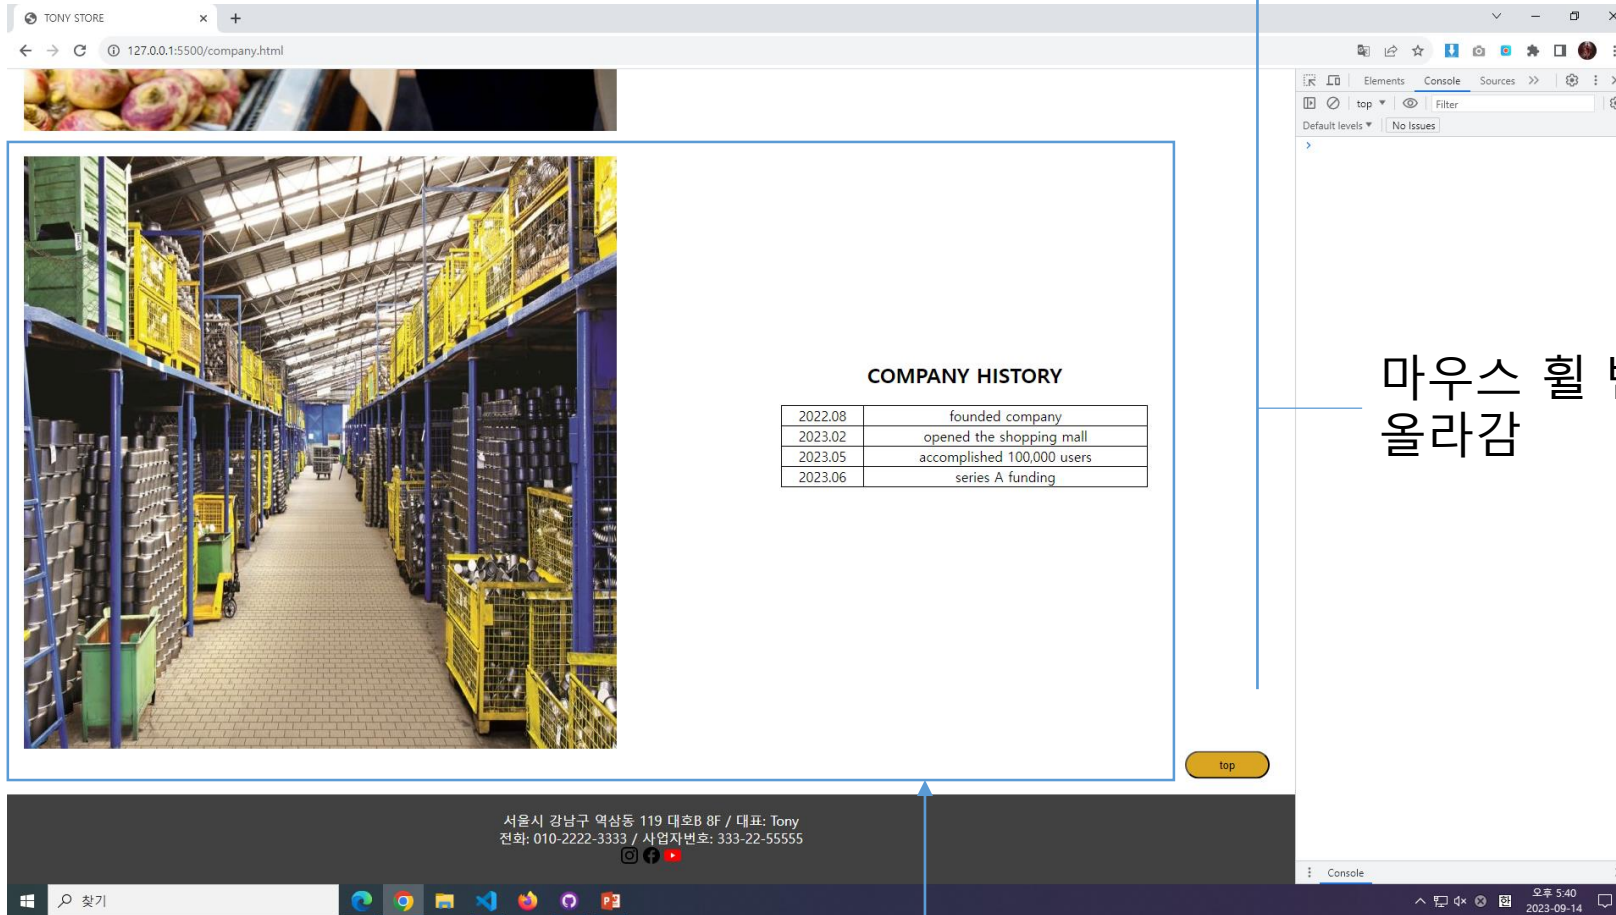 TONY STORE
127.0.0.1:5500/company.html
Elements Console Sources
top Filter
Default levels No Issues
마우스 휠
올라감
COMPANY HISTORY
2022.08 founded company
2023.02 opened the shopping mall
2023.05 accomplished 100,000 users
2023.06 series A funding
top
서울시 강남구 역삼동 119 대호B 8F / 대표: Tony
전화: 010-2222-3333 / 사업자번호: 333-22-55555
Console
찾기
한
오후 5:40
2023-09-14